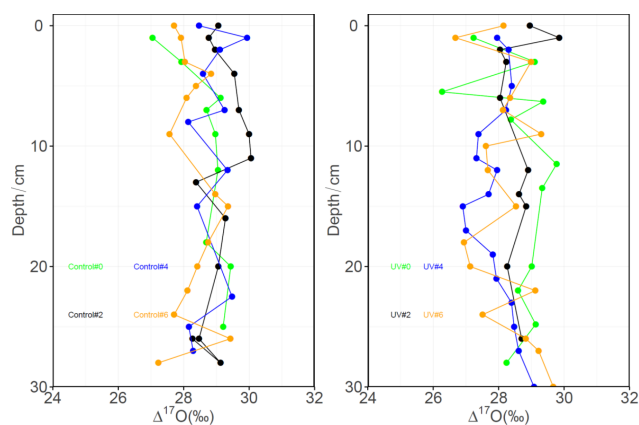 0
10
20
30
Depth/cm
Control#0 Control#4
Control#2 Control#6
24 26 28 30 32
Δ¹⁷O(‰)
0
10
20
30
Depth/cm
UV#0 UV#4
UV#2 UV#6
24 26 28 30 32
Δ¹⁷O(‰)